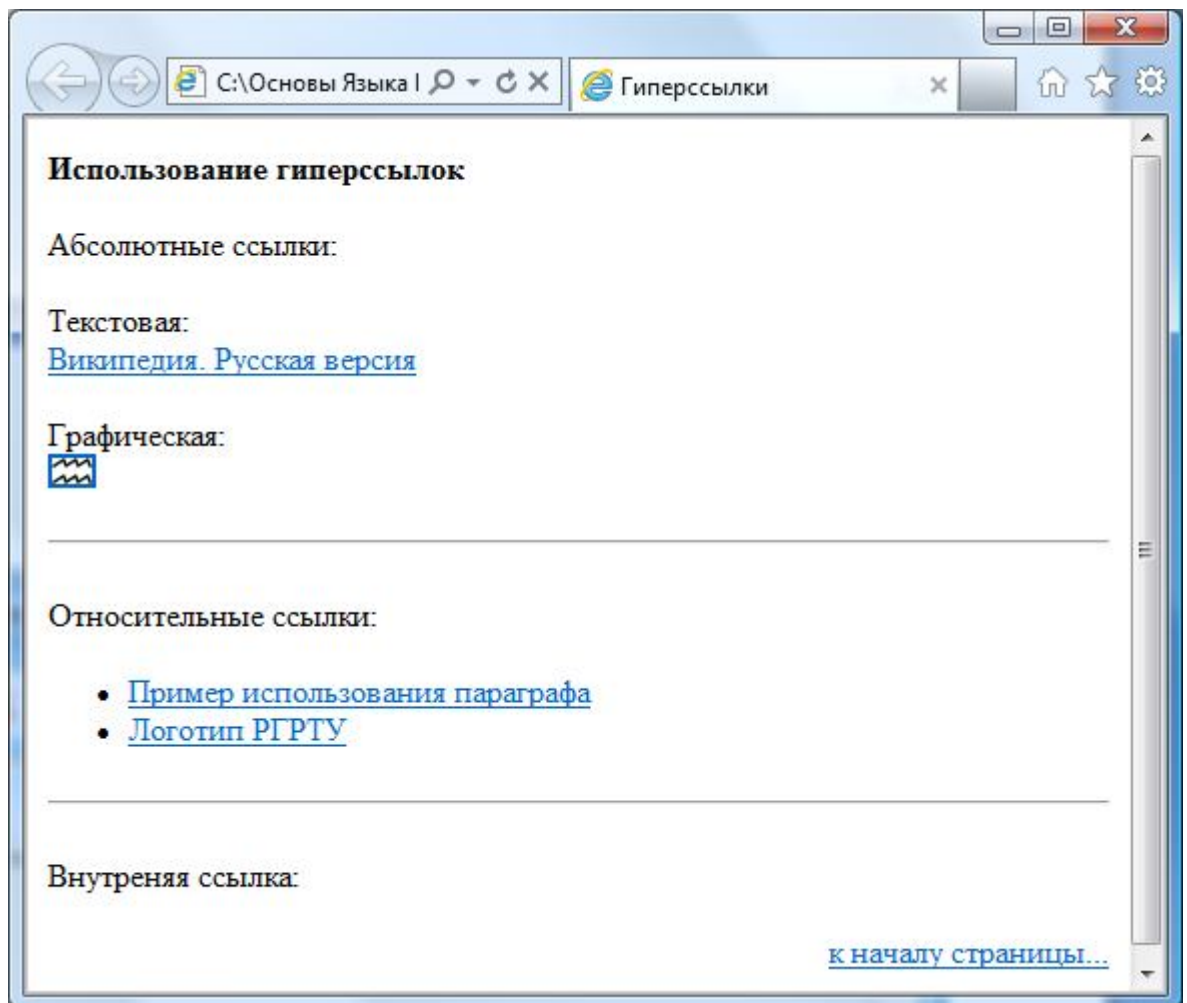 C:\Основы Языка
Гиперссылки
Использование гиперссылок
Абсолютные ссылки:
Текстовая:
Википедия. Русская версия
Графическая:
Относительные ссылки:
Пример использования параграфа
Логотип РГРТУ
Внутреняя ссылка:
к началу страницы...